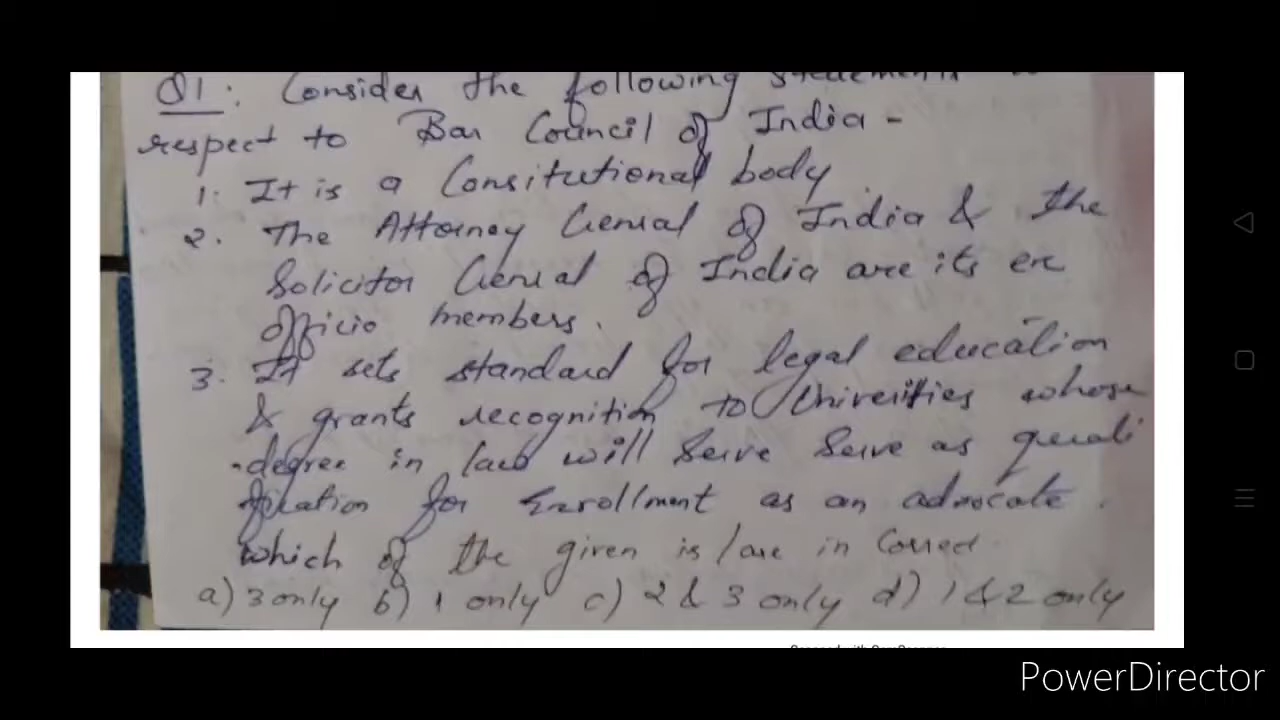 Q1: Consider the following statements
respect to Bar Council of India -
1. It is a Consitutional body
2. The Attorney General of India & the
Solicitor General of India are its ex
officio members.
3. It sets standard for legal education
& grants recognition to Universities whose
degree in law will serve serve as quali
fication for Enrollment as an advocate.
which of the given is/are in correct
a) 3 only b) 1 only c) 2 & 3 only d) 1 & 2 only
PowerDirector